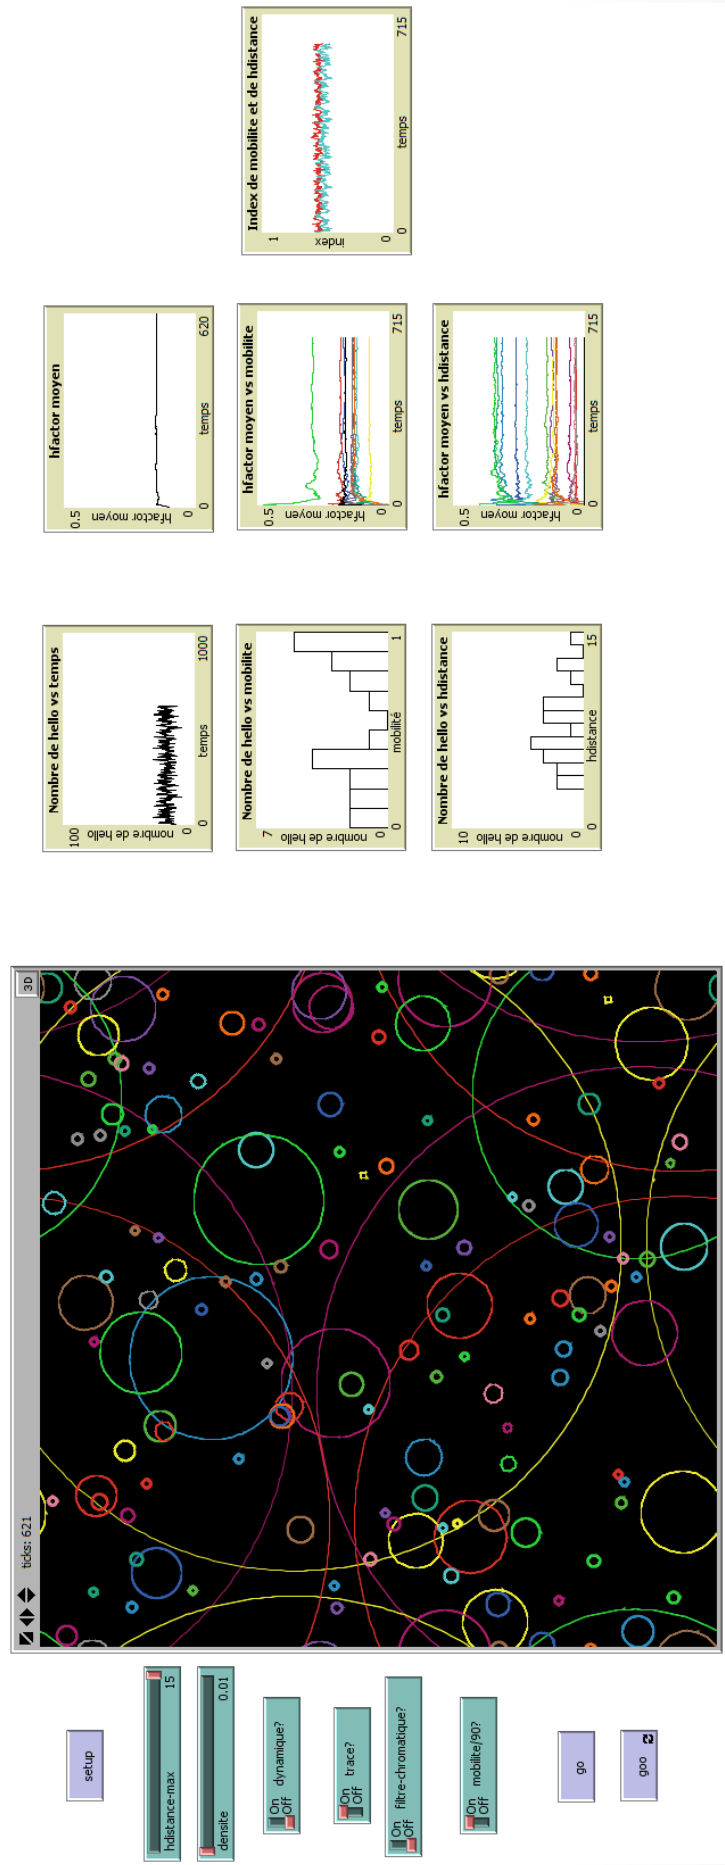 setup
hdistance-max 15
densite 0.01
dynamique?
On
Off
trace?
On
Off
filtre-chromatique?
On
Off
mobilite/90?
On
Off
go
goo
ticks: 621
3D
Nombre de hello vs temps
100
nombre de hello
0
0
temps
1000
Nombre de hello vs mobilite
7
nombre de hello
0
0
mobilité
1
Nombre de hello vs hdistance
10
nombre de hello
0
0
hdistance
15
hfactor moyen
0.5
hfactor moyen
0
0
temps
620
hfactor moyen vs mobilite
0.5
hfactor moyen
0
0
temps
715
hfactor moyen vs hdistance
0.5
hfactor moyen
0
0
temps
715
Index de mobilite et de hdistance
1
index
0
0
temps
715